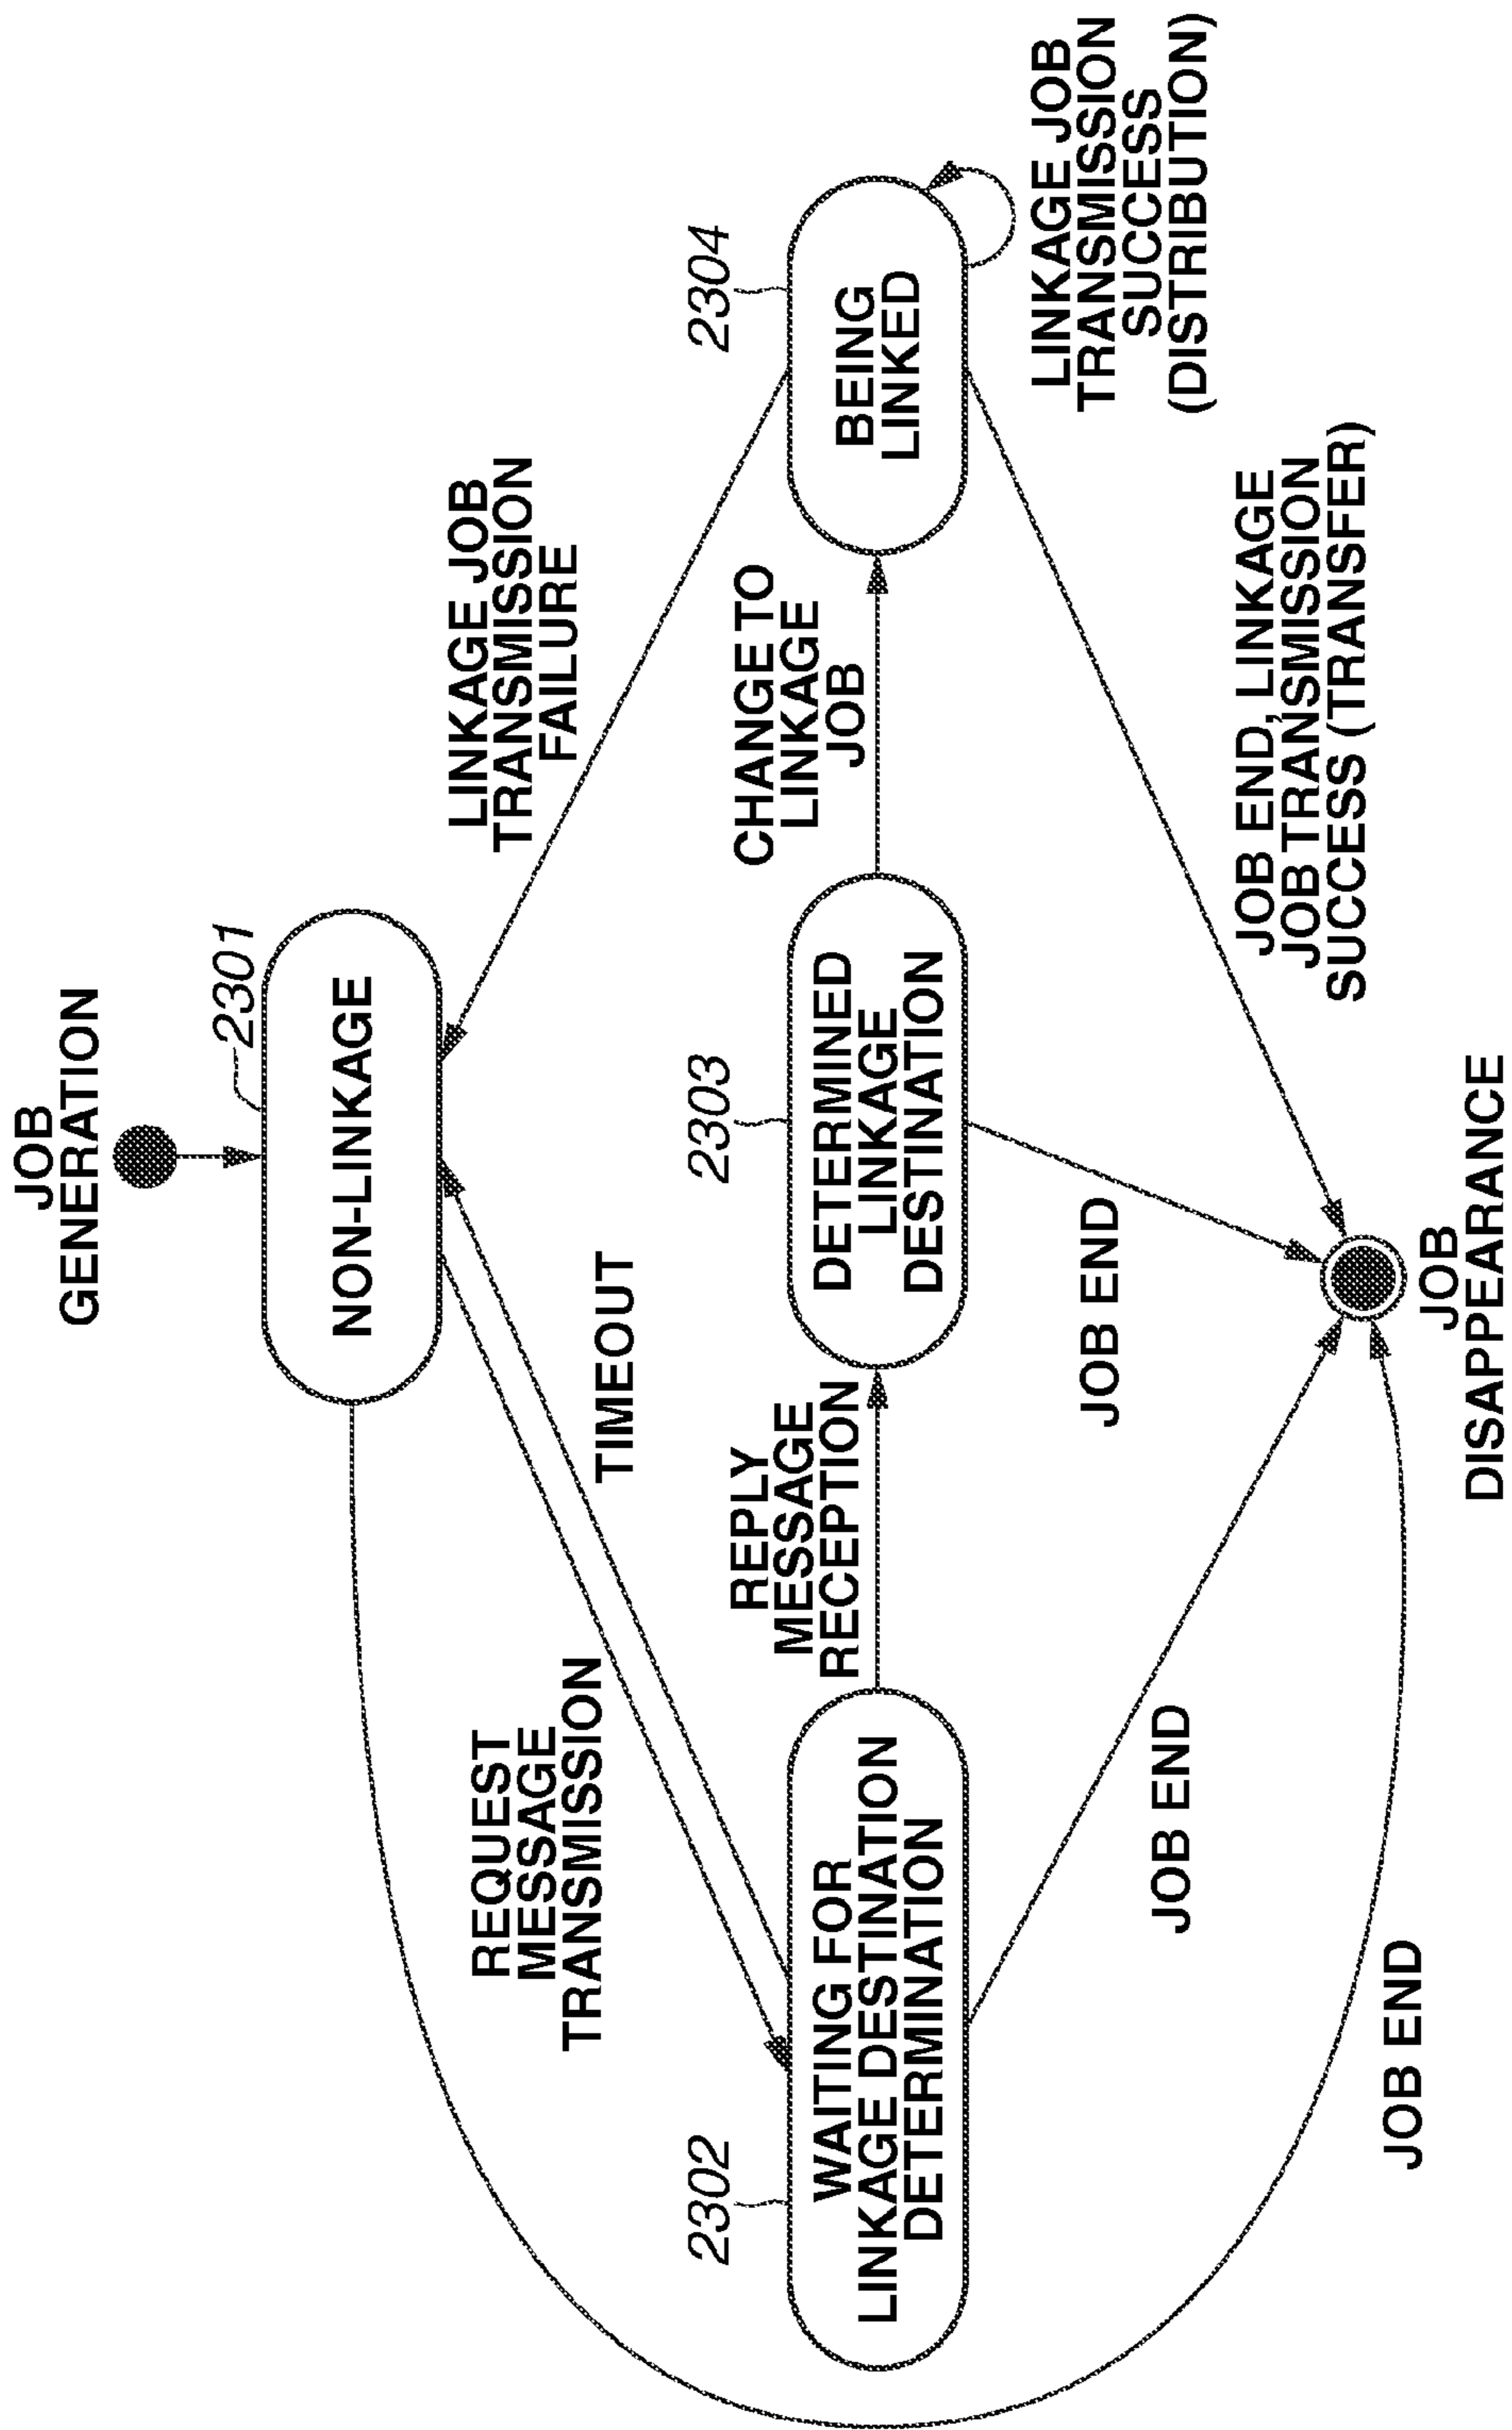 JOB
GENERATION
2301
NON-LINKAGE
REQUEST
MESSAGE
TRANSMISSION
TIMEOUT
LINKAGE JOB
TRANSMISSION
FAILURE
2302
WAITING FOR
LINKAGE DESTINATION
DETERMINATION
REPLY
MESSAGE
RECEPTION
2303
DETERMINED
LINKAGE
DESTINATION
CHANGE TO
LINKAGE
JOB
2304
BEING
LINKED
LINKAGE JOB
TRANSMISSION
SUCCESS
(DISTRIBUTION)
JOB END
JOB END
JOB END, LINKAGE
JOB TRANSMISSION
SUCCESS (TRANSFER)
JOB END
JOB
DISAPPEARANCE